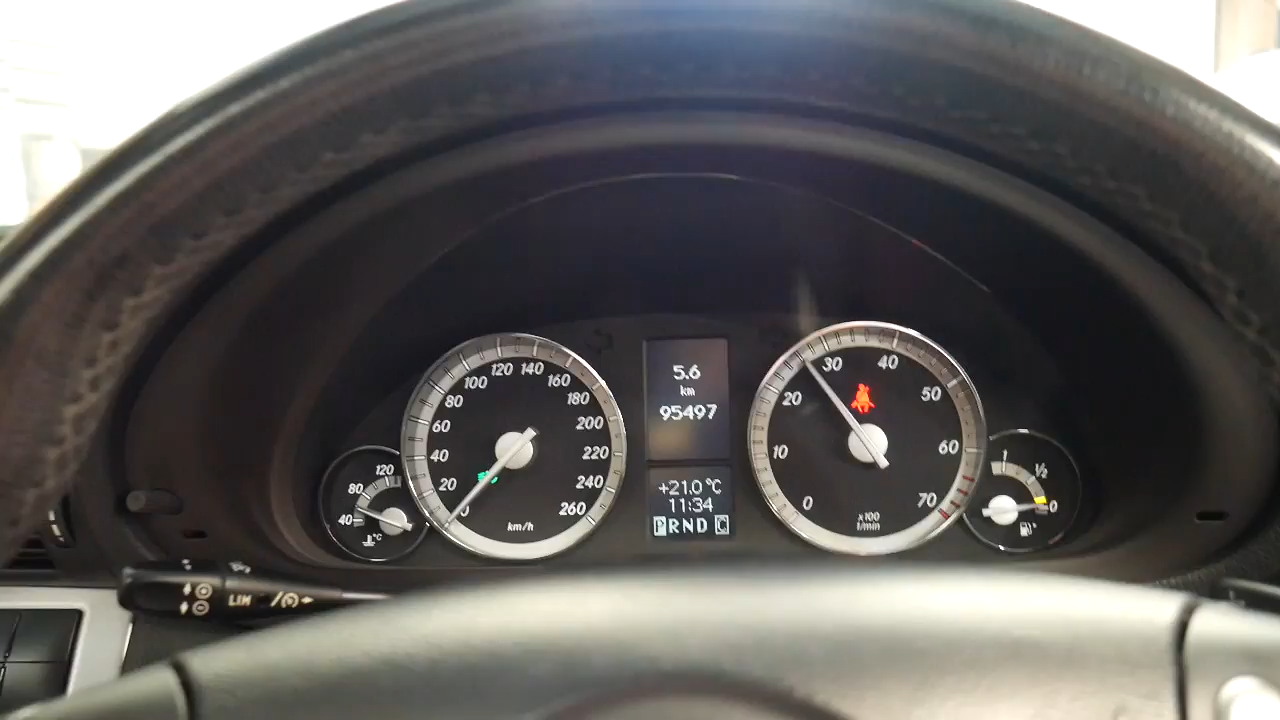 5.6
km
95497
+21.0 °C
11:34
PRND C
0 20 40 60 80 100 120 140 160 180 200 220 240 260
km/h
0 10 20 30 40 50 60 70
x100
1/min
40 80 120
°C
1 1/2 0
LIM